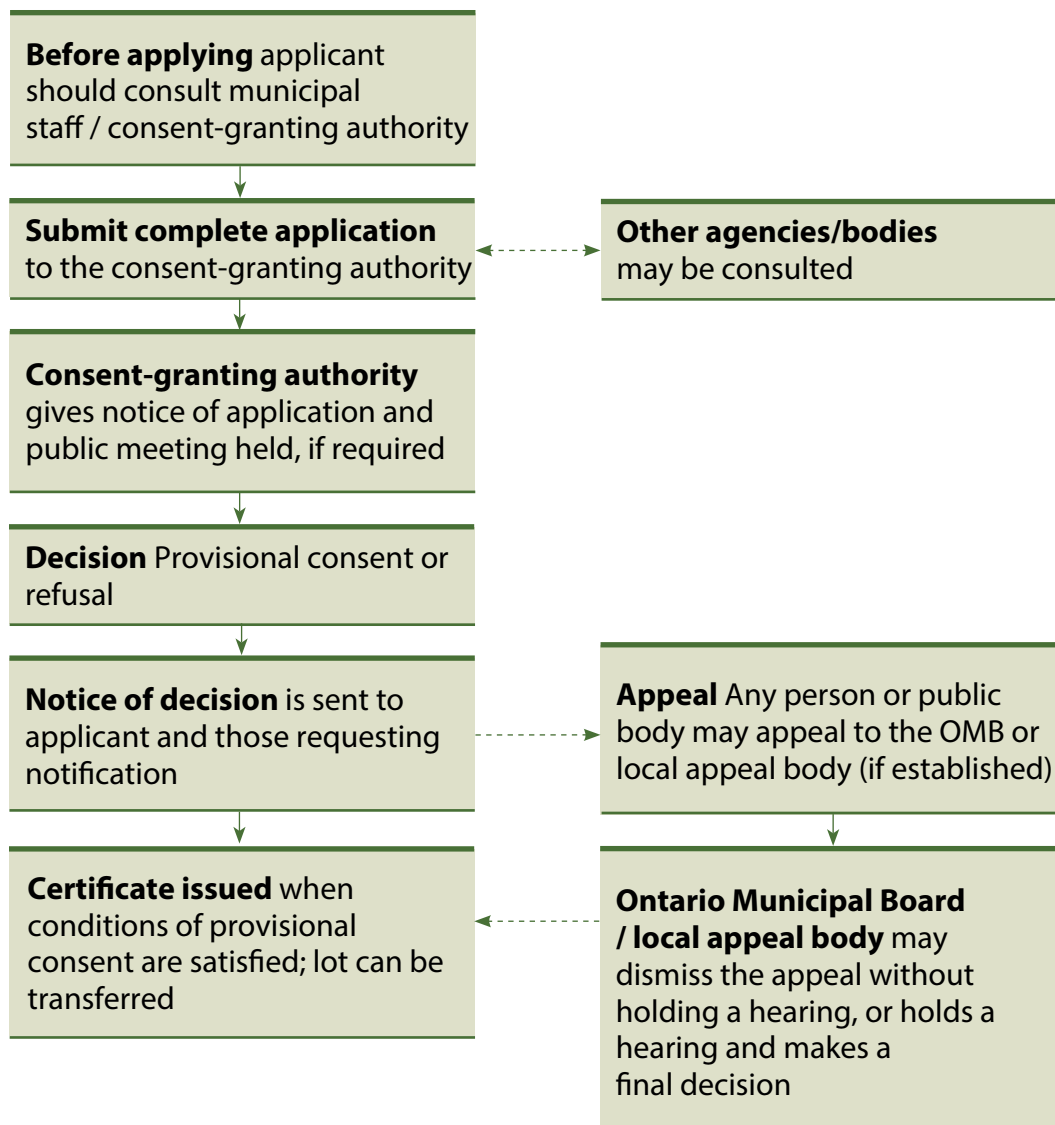 Before applying applicant
should consult municipal
staff / consent-granting authority
Submit complete application
to the consent-granting authority
Other agencies/bodies
may be consulted
Consent-granting authority
gives notice of application and
public meeting held, if required
Decision Provisional consent or
refusal
Notice of decision is sent to
applicant and those requesting
notification
Appeal Any person or public
body may appeal to the OMB or
local appeal body (if established)
Certificate issued when
conditions of provisional
consent are satisfied; lot can be
transferred
Ontario Municipal Board
/ local appeal body may
dismiss the appeal without
holding a hearing, or holds a
hearing and makes a
final decision